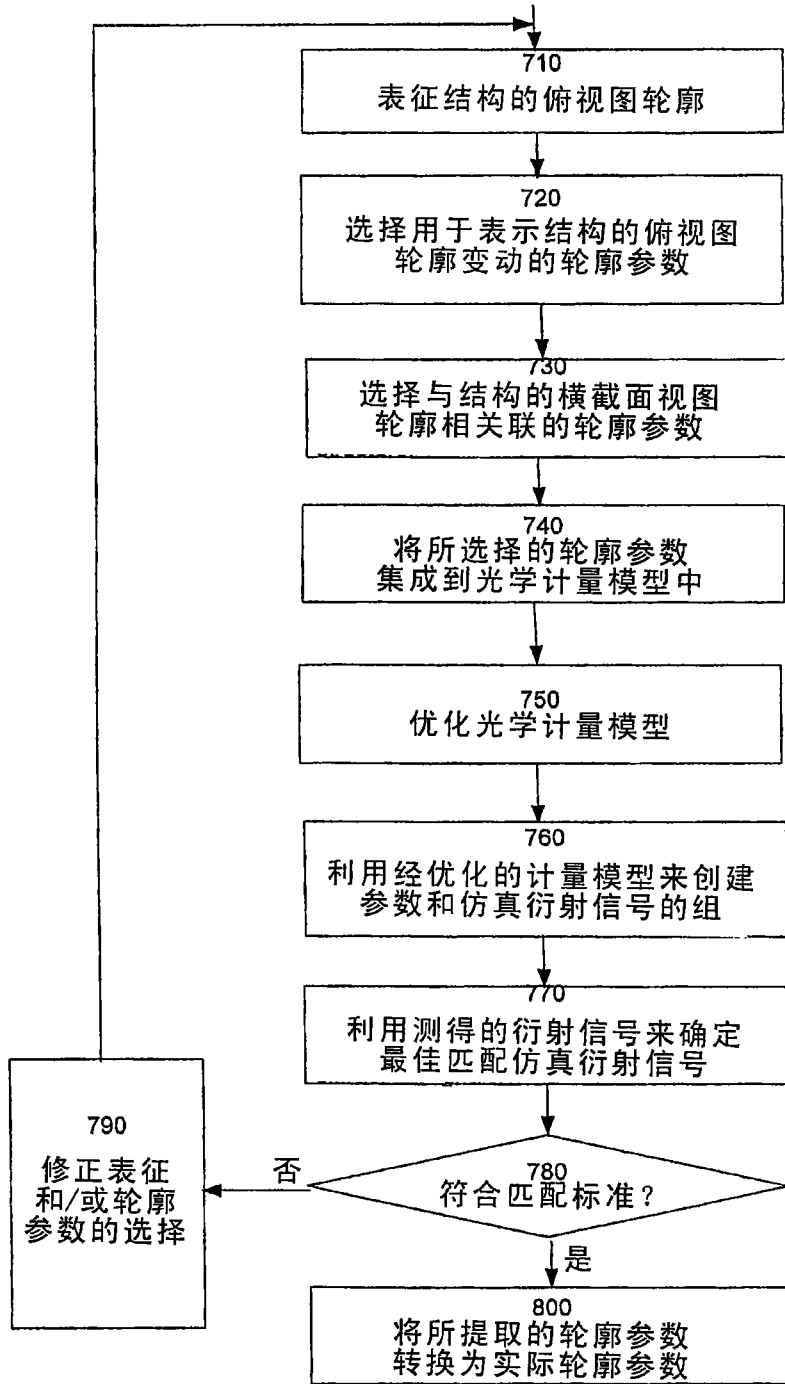 710
表征结构的俯视图轮廓
720
选择用于表示结构的俯视图
轮廓变动的轮廓参数
730
选择与结构的横截面视图
轮廓相关联的轮廓参数
740
将所选择的轮廓参数
集成到光学计量模型中
750
优化光学计量模型
760
利用经优化的计量模型来创建
参数和仿真衍射信号的组
770
利用测得的衍射信号来确定
最佳匹配仿真衍射信号
780
符合匹配标准?
否
790
修正表征
和/或轮廓
参数的选择
是
800
将所提取的轮廓参数
转换为实际轮廓参数